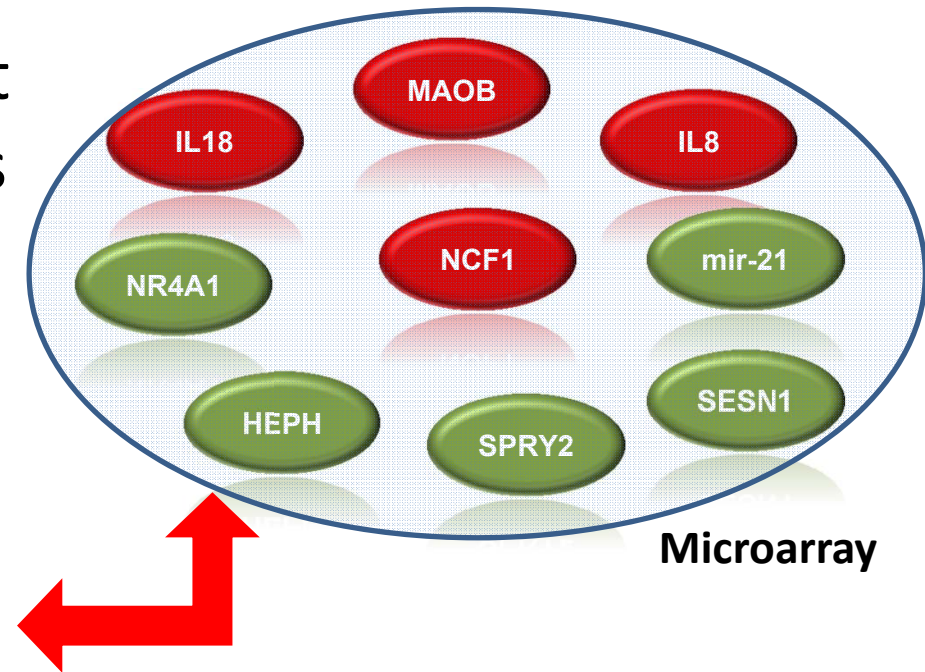 t
s
MAOB
IL18
IL8
NCF1
mir-21
NR4A1
SESN1
HEPH
SPRY2
Microarray